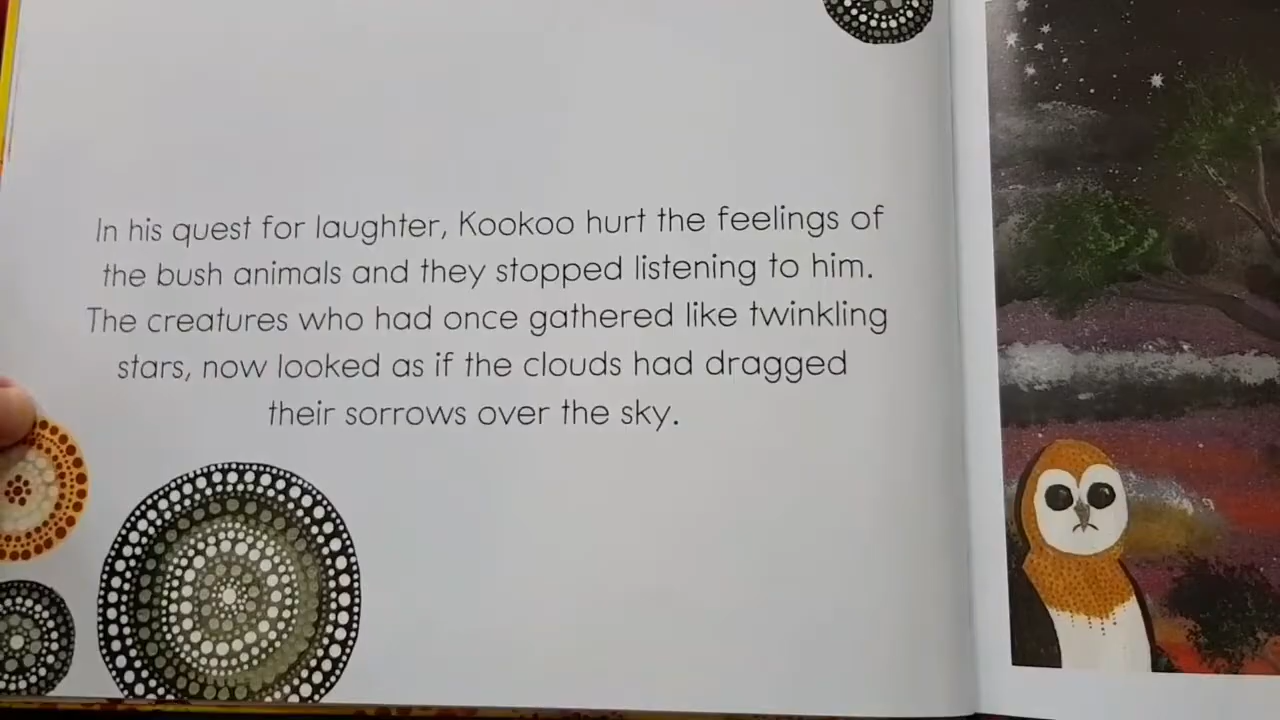 In his quest for laughter, Kookoo hurt the feelings of
the bush animals and they stopped listening to him.
The creatures who had once gathered like twinkling
stars, now looked as if the clouds had dragged
their sorrows over the sky.